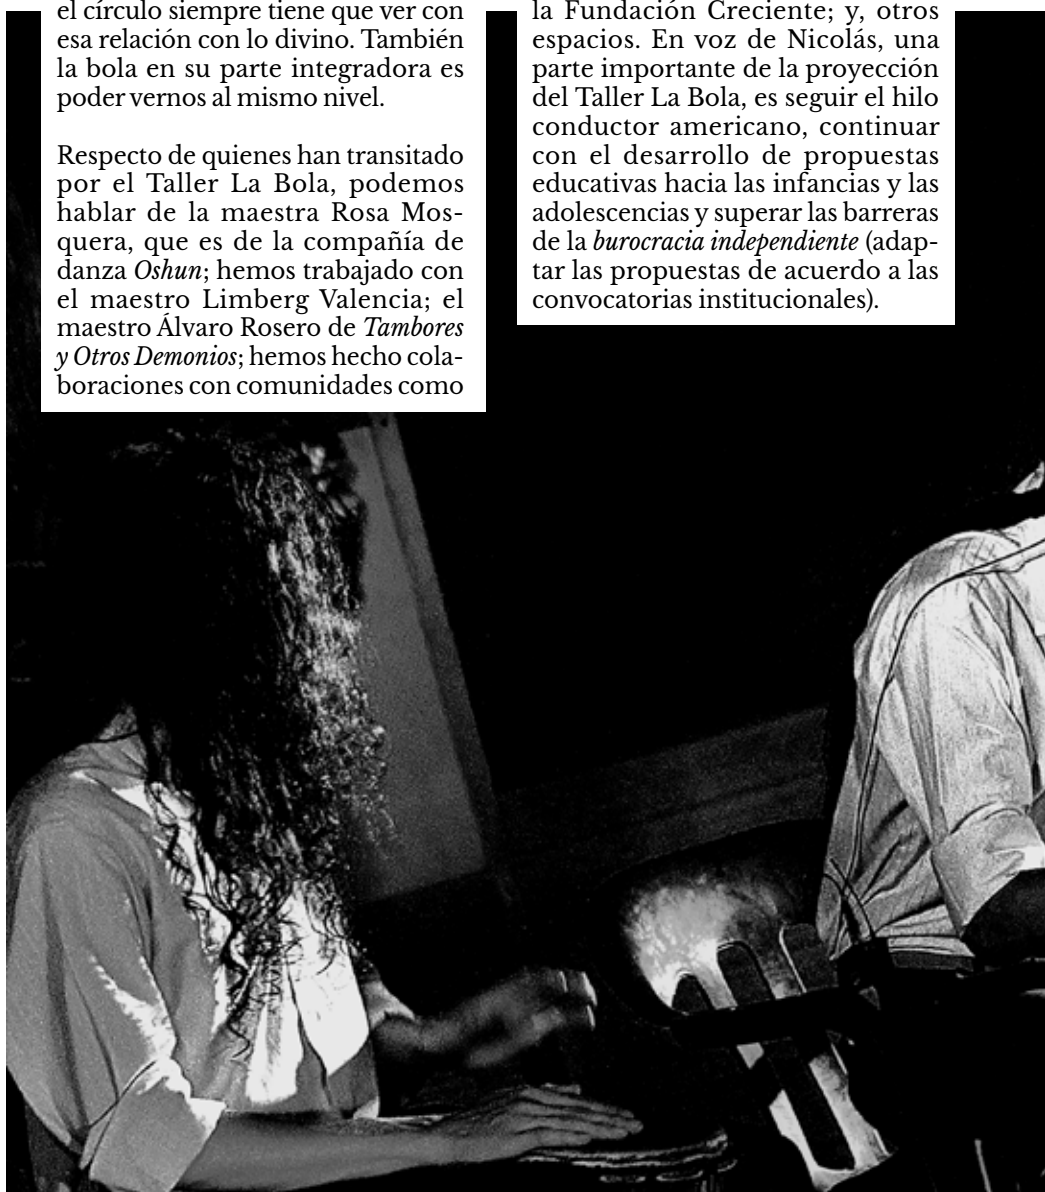 el círculo siempre tiene que ver con
esa relación con lo divino. También
la bola en su parte integradora es
poder vernos al mismo nivel.
Respecto de quienes han transitado
por el Taller La Bola, podemos
hablar de la maestra Rosa Mos-
quera, que es de la compañía de
danza Oshun; hemos trabajado con
el maestro Limberg Valencia; el
maestro Álvaro Rosero de Tambores
y Otros Demonios; hemos hecho cola-
boraciones con comunidades como
la Fundación Creciente; y, otros
espacios. En voz de Nicolás, una
parte importante de la proyección
del Taller La Bola, es seguir el hilo
conductor americano, continuar
con el desarrollo de propuestas
educativas hacia las infancias y las
adolescencias y superar las barreras
de la burocracia independiente (adap-
tar las propuestas de acuerdo a las
convocatorias institucionales).